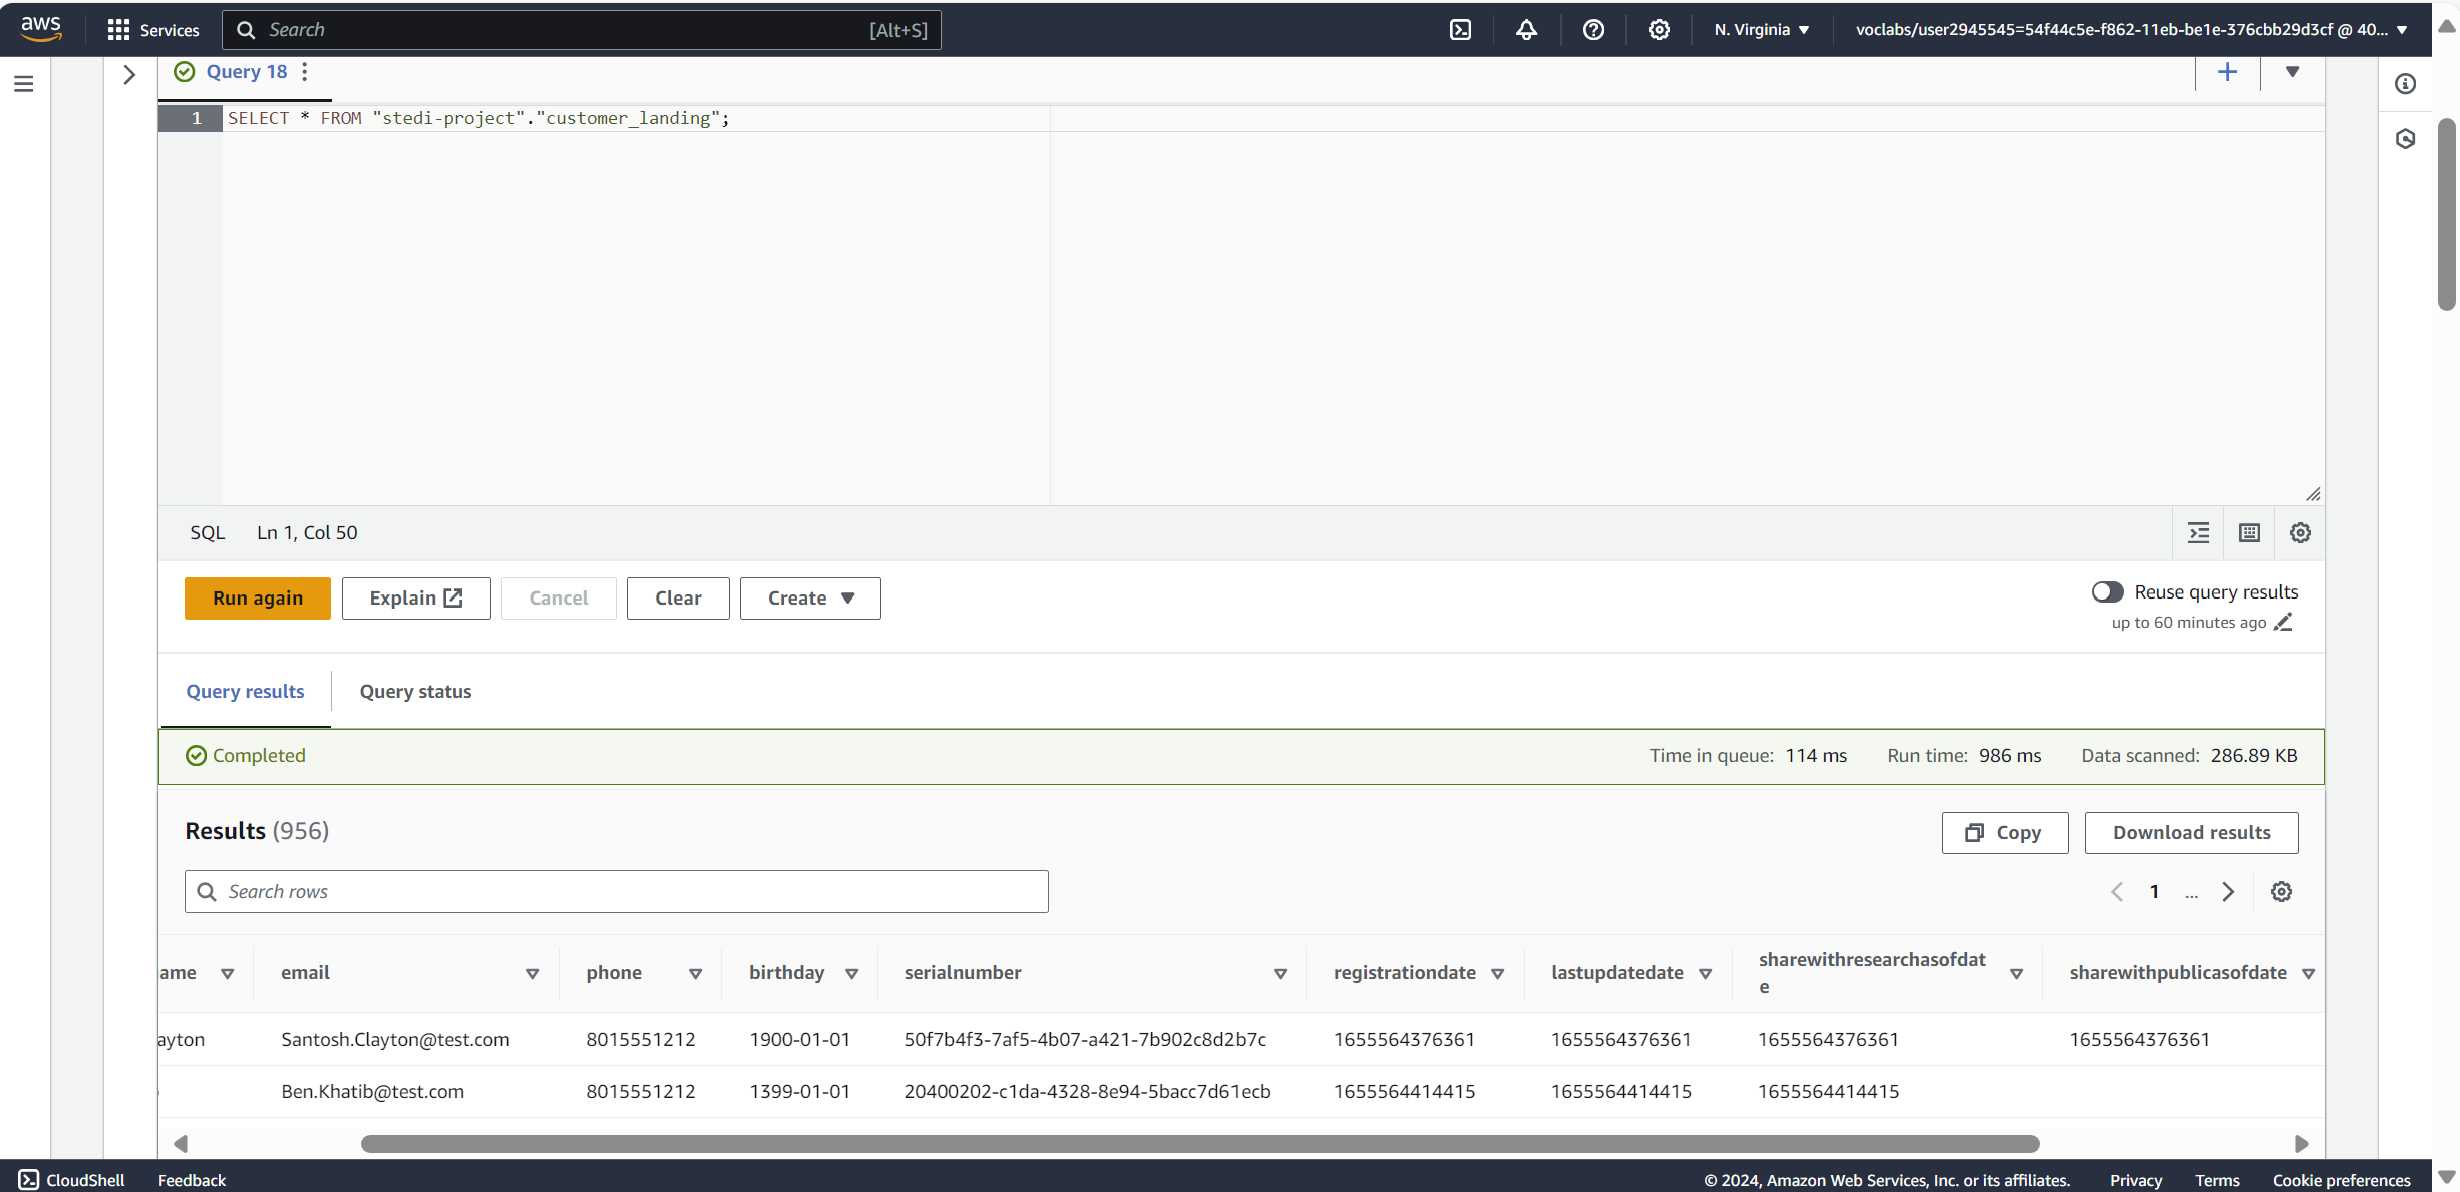 aws
Services
Search
[Alt+S]
N. Virginia
voclabs/user2945545=54f44c5e-f862-11eb-be1e-376cbb29d3cf @ 40...
Query 18
1 SELECT * FROM "stedi-project"."customer_landing";
SQL Ln 1, Col 50
Run again
Explain
Cancel
Clear
Create
Reuse query results
up to 60 minutes ago
Query results
Query status
Completed
Time in queue: 114 ms Run time: 986 ms Data scanned: 286.89 KB
Results (956)
Copy
Download results
Search rows
1 ...
ame email phone birthday serialnumber registrationdate lastupdatedate sharewithresearchasofdat
e sharewithpublicasofdate
ayton Santosh.Clayton@test.com 8015551212 1900-01-01 50f7b4f3-7af5-4b07-a421-7b902c8d2b7c 1655564376361 1655564376361 1655564376361 1655564376361
Ben.Khatib@test.com 8015551212 1399-01-01 20400202-c1da-4328-8e94-5bacc7d61ecb 1655564414415 1655564414415 1655564414415
CloudShell Feedback © 2024, Amazon Web Services, Inc. or its affiliates. Privacy Terms Cookie preferences